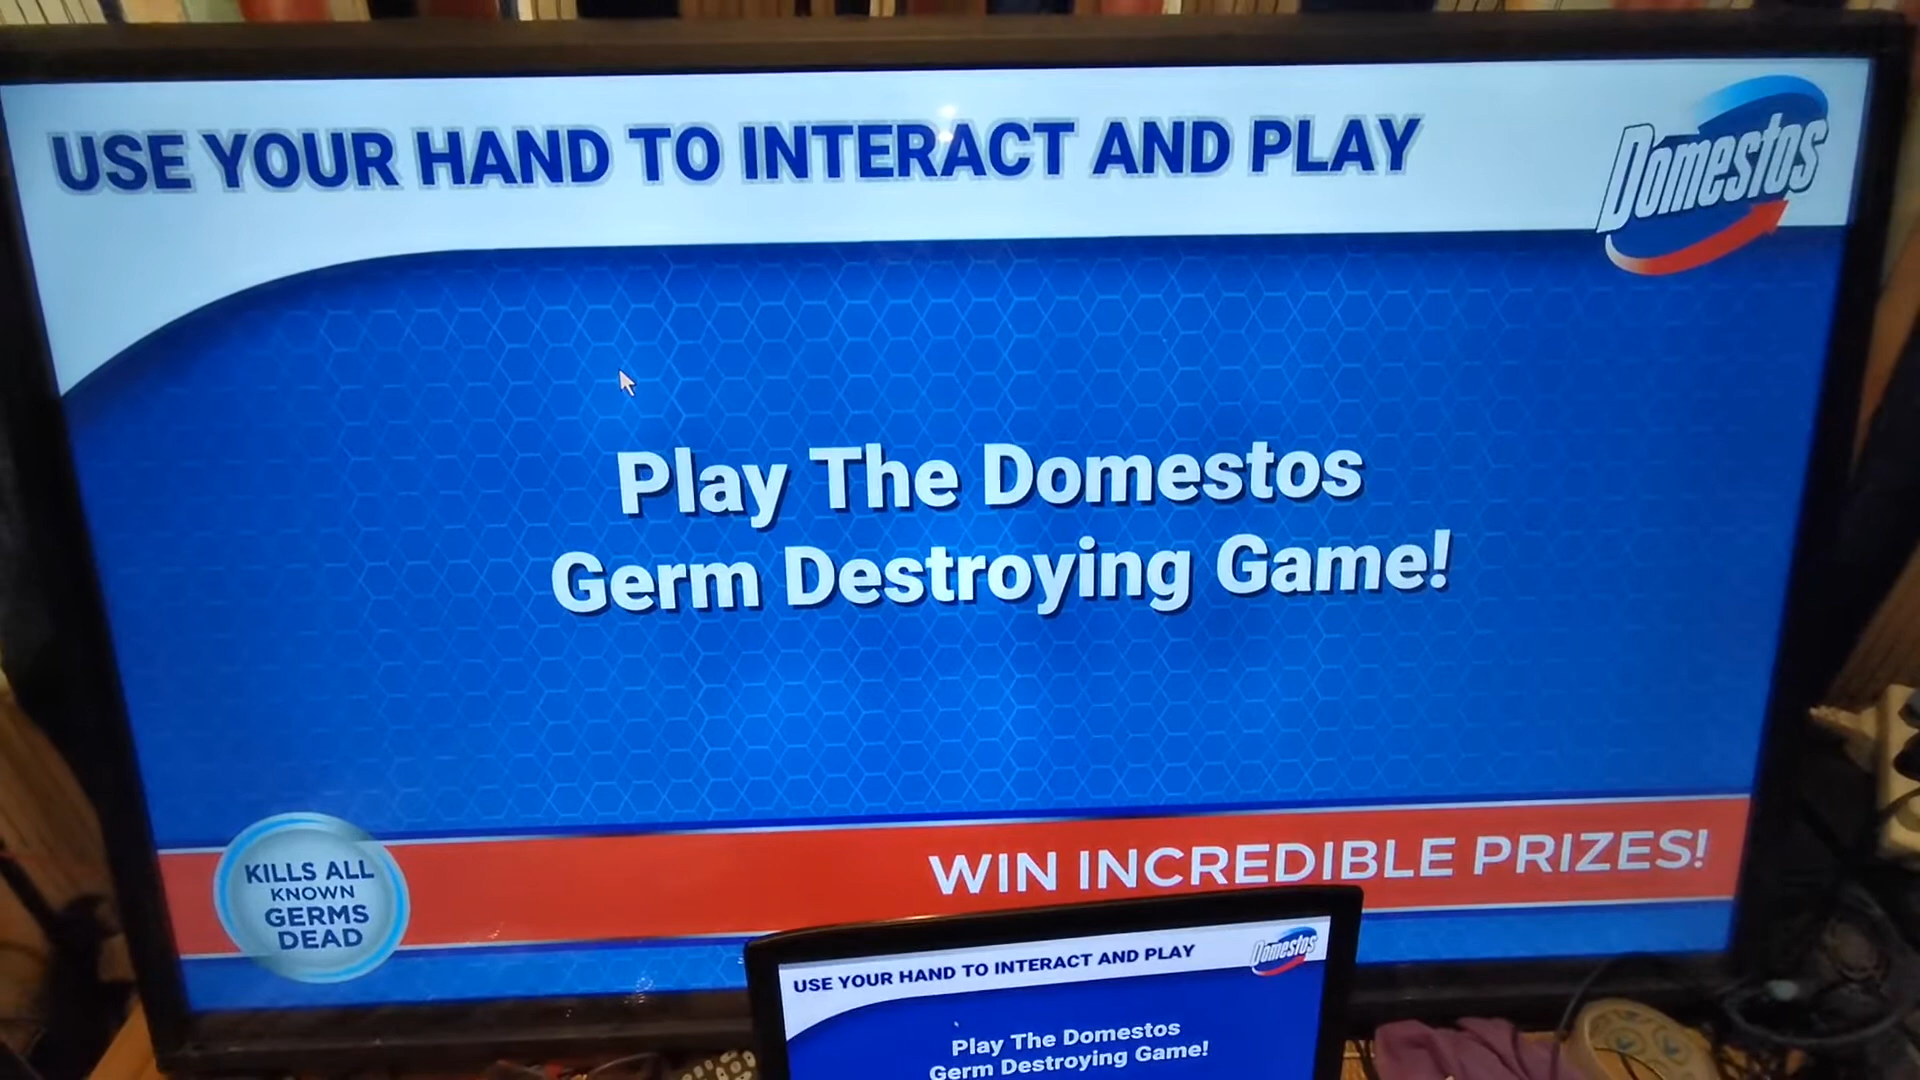 USE YOUR HAND TO INTERACT AND PLAY
Domestos
Play The Domestos
Germ Destroying Game!
KILLS ALL
KNOWN
GERMS
DEAD
WIN INCREDIBLE PRIZES!
USE YOUR HAND TO INTERACT AND PLAY
Domestos
Play The Domestos
Germ Destroying Game!